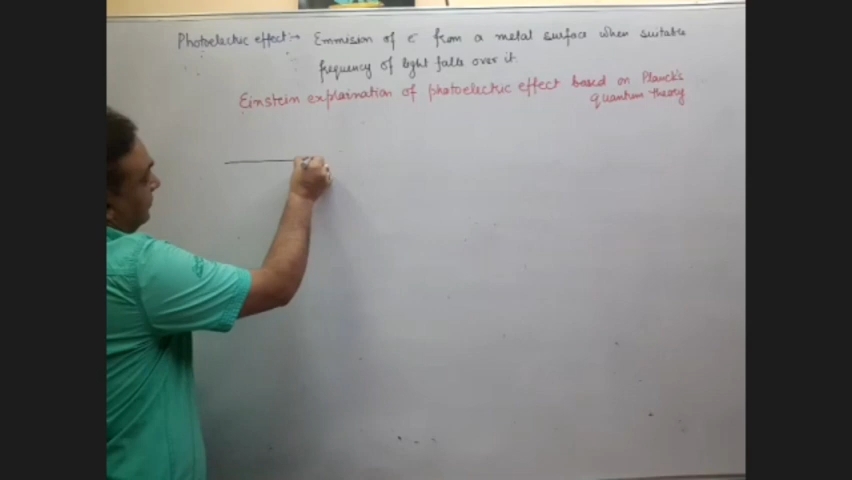 Photoelectric effect:- Emmision of e⁻ from a metal surface when suitable
frequency of light falls over it.
Einstein explaination of photoelectric effect based on Planck's
quantum theory